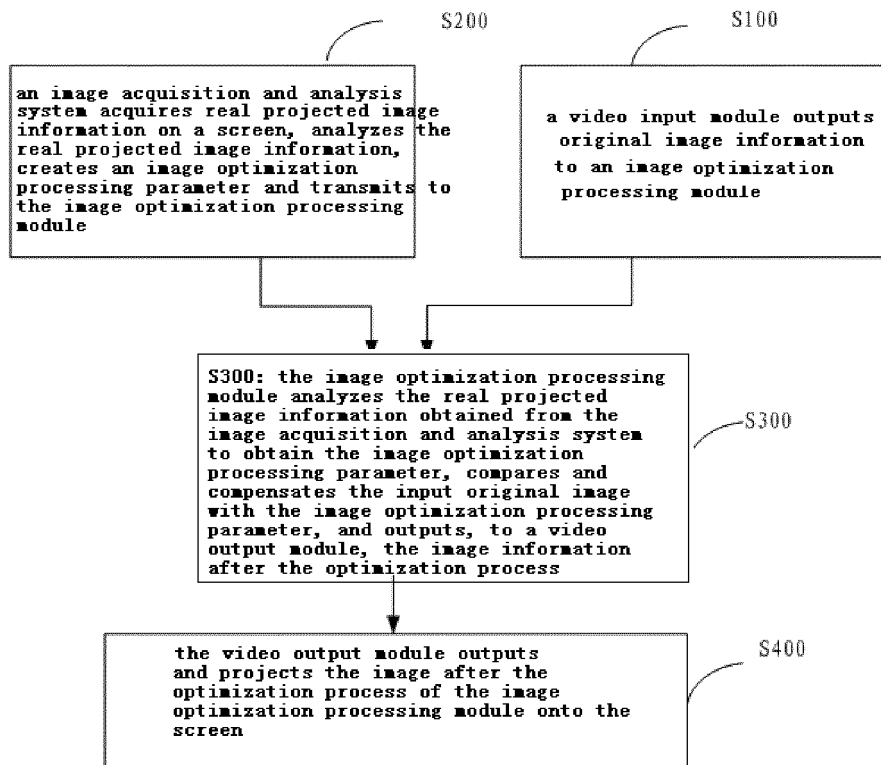 S200
an image acquisition and analysis
system acquires real projected image
information on a screen, analyzes the
real projected image information,
creates an image optimization
processing parameter and transmits to
the image optimization processing
module
S100
a video input module outputs
original image information
to an image optimization
processing module
S300: the image optimization processing
module analyzes the real projected
image information obtained from the
image acquisition and analysis system
to obtain the image optimization
processing parameter, compares and
compensates the input original image
with the image optimization processing
parameter, and outputs, to a video
output module, the image information
after the optimization process
S300
the video output module outputs
and projects the image after the
optimization process of the image
optimization processing module onto the
screen
S400